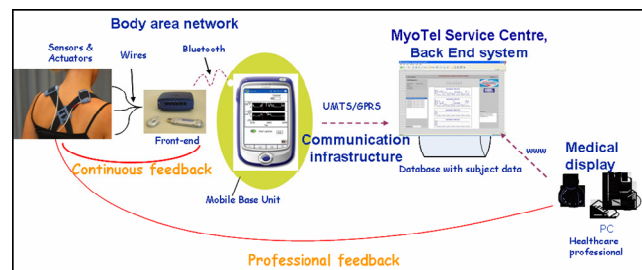 Body area network
MyoTel Service Centre,
Back End system
Sensors &
Actuators
Wires
Bluetooth
UMTS/GPRS
Communication
infrastructure
Front-end
Continuous feedback
Mobile Base Unit
Database with subject data
www
Medical
display
PC
Healthcare
professional
Professional feedback